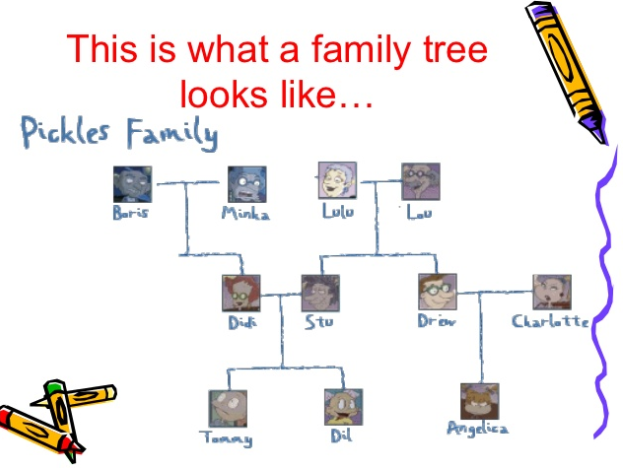 This is what a family tree
looks like…
Pickles Family
Boris Minka Lulu Lou
Didi Stu Drew Charlotte
Tommy Dil Angelica